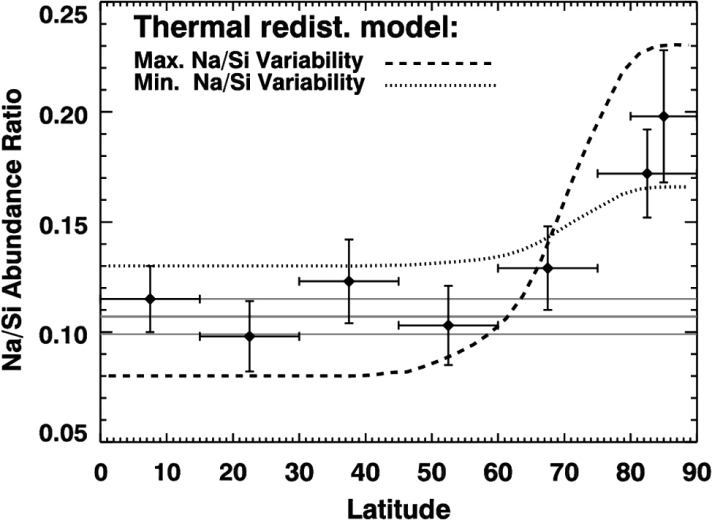 Thermal redist. model:
Max. Na/Si Variability
Min. Na/Si Variability
Na/Si Abundance Ratio
0.25
0.20
0.15
0.10
0.05
0 10 20 30 40 50 60 70 80 90
Latitude